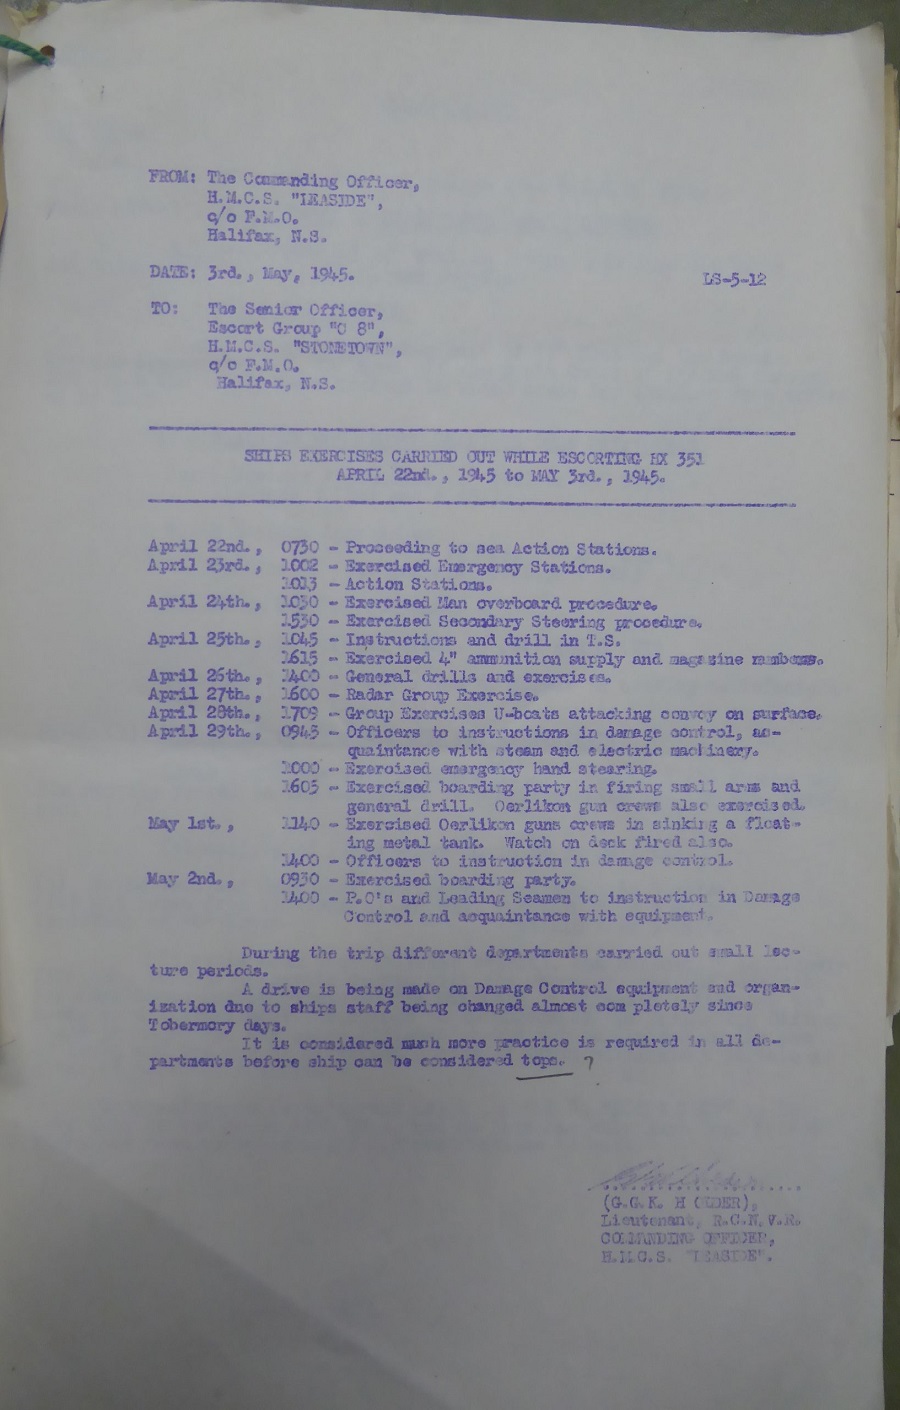 FROM: The Commanding Officer,
H.M.C.S. "LEASIDE",
c/o F.M.O.
Halifax, N.S.
DATE: 3rd., May, 1945.
LS-5-12
TO: The Senior Officer,
Escort Group "C 8",
H.M.C.S. "STONETOWN",
c/o F.M.O.
Halifax, N.S.
SHIPS EXERCISES CARRIED OUT WHILE ESCORTING HX 351
APRIL 22nd., 1945 to MAY 3rd., 1945.
April 22nd., 0730 - Proceeding to sea Action Stations.
April 23rd., 1002 - Exercised Emergency Stations.
1013 - Action Stations.
April 24th., 1030 - Exercised Man overboard procedure.
1530 - Exercised Secondary Steering procedure.
April 25th., 1045 - Instructions and drill in T.S.
1615 - Exercised 4" ammunition supply and magazine numbers.
April 26th., 1400 - General drills and exercises.
April 27th., 1600 - Radar Group Exercise.
April 28th., 1709 - Group Exercises U-boats attacking convoy on surface.
April 29th., 0945 - Officers to instructions in damage control, ac-
quaintance with steam and electric machinery.
1000 - Exercised emergency hand stearing.
1605 - Exercised boarding party in firing small arms and
general drill. Oerlikon gun crews also exercised.
May 1st., 1140 - Exercised Oerlikon guns crews in sinking a float-
ing metal tank. Watch on deck fired also.
1400 - Officers to instruction in damage control.
May 2nd., 0930 - Exercised boarding party.
1400 - P.O's and Leading Seamen to instruction in Damage
Control and acquaintance with equipment.
During the trip different departments carried out small lec-
ture periods.
A drive is being made on Damage Control equipment and organ-
ization due to ships staff being changed almost com pletely since
Tobermory days.
It is considered much more practice is required in all de-
partments before ship can be considered tops. ?
(G.G.K. H OLDER),
Lieutenant, R.C.N.V.R.
COMMANDING OFFICER,
H.M.C.S. "LEASIDE".